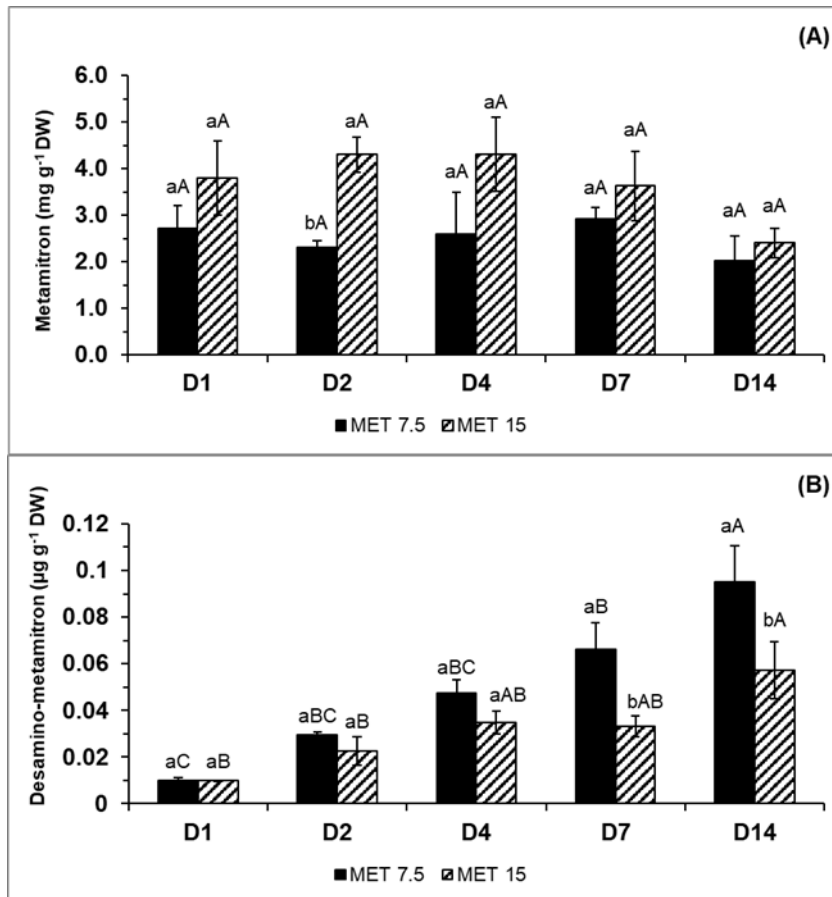 (A)
Metamitron (mg g⁻¹ DW)
6.0
5.0
4.0
3.0
2.0
1.0
0.0
aA aA bA aA aA aA aA aA aA aA
D1 D2 D4 D7 D14
MET 7.5 MET 15
(B)
Desamino-metamitron (µg g⁻¹ DW)
0.12
0.1
0.08
0.06
0.04
0.02
0
aC aB aBC aB aBC aAB aB bAB aA bA
D1 D2 D4 D7 D14
MET 7.5 MET 15